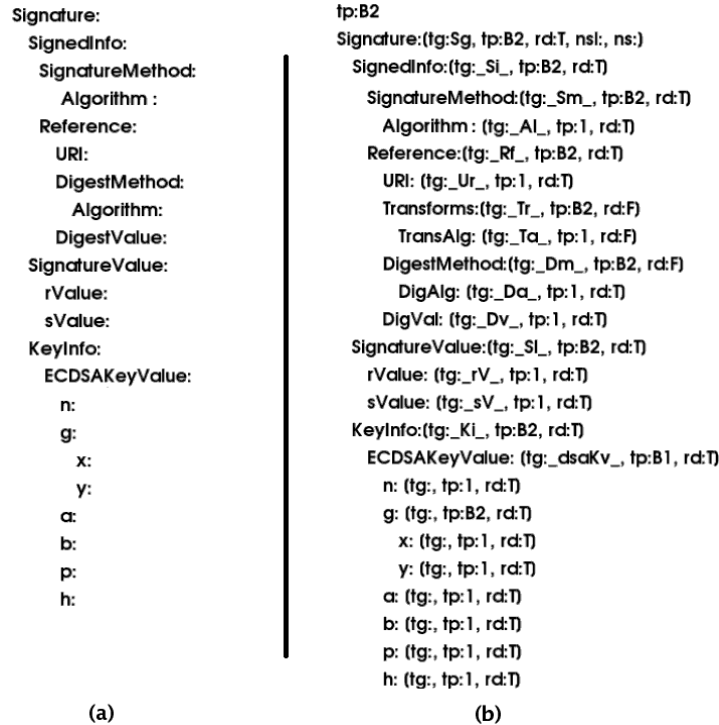 Signature:
SignedInfo:
SignatureMethod:
Algorithm :
Reference:
URI:
DigestMethod:
Algorithm:
DigestValue:
SignatureValue:
rValue:
sValue:
KeyInfo:
ECDSAKeyValue:
n:
g:
x:
y:
a:
b:
p:
h:
(a)
tp:B2
Signature:(tg:Sg, tp:B2, rd:T, nsl:, ns:)
SignedInfo:(tg:_Si_, tp:B2, rd:T)
SignatureMethod:(tg:_Sm_, tp:B2, rd:T)
Algorithm : (tg:_Al_, tp:1, rd:T)
Reference:(tg:_Rf_, tp:B2, rd:T)
URI: (tg:_Ur_, tp:1, rd:T)
Transforms:(tg:_Tr_, tp:B2, rd:F)
TransAlg: (tg:_Ta_, tp:1, rd:F)
DigestMethod:(tg:_Dm_, tp:B2, rd:F)
DigAlg: (tg:_Da_, tp:1, rd:T)
DigVal: (tg:_Dv_, tp:1, rd:T)
SignatureValue:(tg:_Sl_, tp:B2, rd:T)
rValue: (tg:_rV_, tp:1, rd:T)
sValue: (tg:_sV_, tp:1, rd:T)
KeyInfo:(tg:_Ki_, tp:B2, rd:T)
ECDSAKeyValue: (tg:_dsaKv_, tp:B1, rd:T)
n: (tg:, tp:1, rd:T)
g: (tg:, tp:B2, rd:T)
x: (tg:, tp:1, rd:T)
y: (tg:, tp:1, rd:T)
a: (tg:, tp:1, rd:T)
b: (tg:, tp:1, rd:T)
p: (tg:, tp:1, rd:T)
h: (tg:, tp:1, rd:T)
(b)